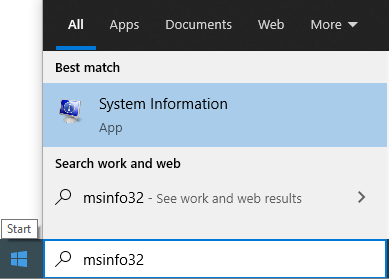 All Apps Documents Web More
Best match
System Information
App
Search work and web
msinfo32 - See work and web results
Start
msinfo32